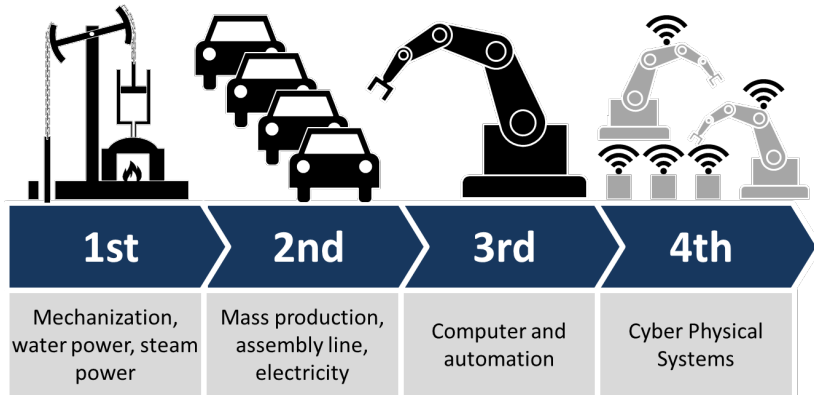 1st
2nd
3rd
4th
Mechanization,
water power, steam
power
Mass production,
assembly line,
electricity
Computer and
automation
Cyber Physical
Systems